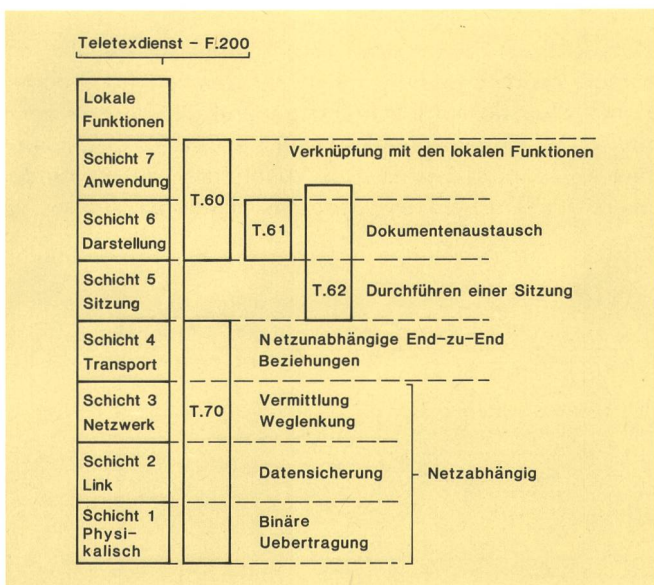 Teletexdienst – F.200
Lokale
Funktionen
Schicht 7
Anwendung
Verknüpfung mit den lokalen Funktionen
T.60
Schicht 6
Darstellung
T.61
Dokumentenaustausch
Schicht 5
Sitzung
T.62
Durchführen einer Sitzung
Schicht 4
Transport
Netzunabhängige End-zu-End
Beziehungen
Schicht 3
Netzwerk
T.70
Vermittlung
Weglenkung
Schicht 2
Link
Datensicherung
Netzabhängig
Schicht 1
Physi–
kalisch
Binäre
Uebertragung